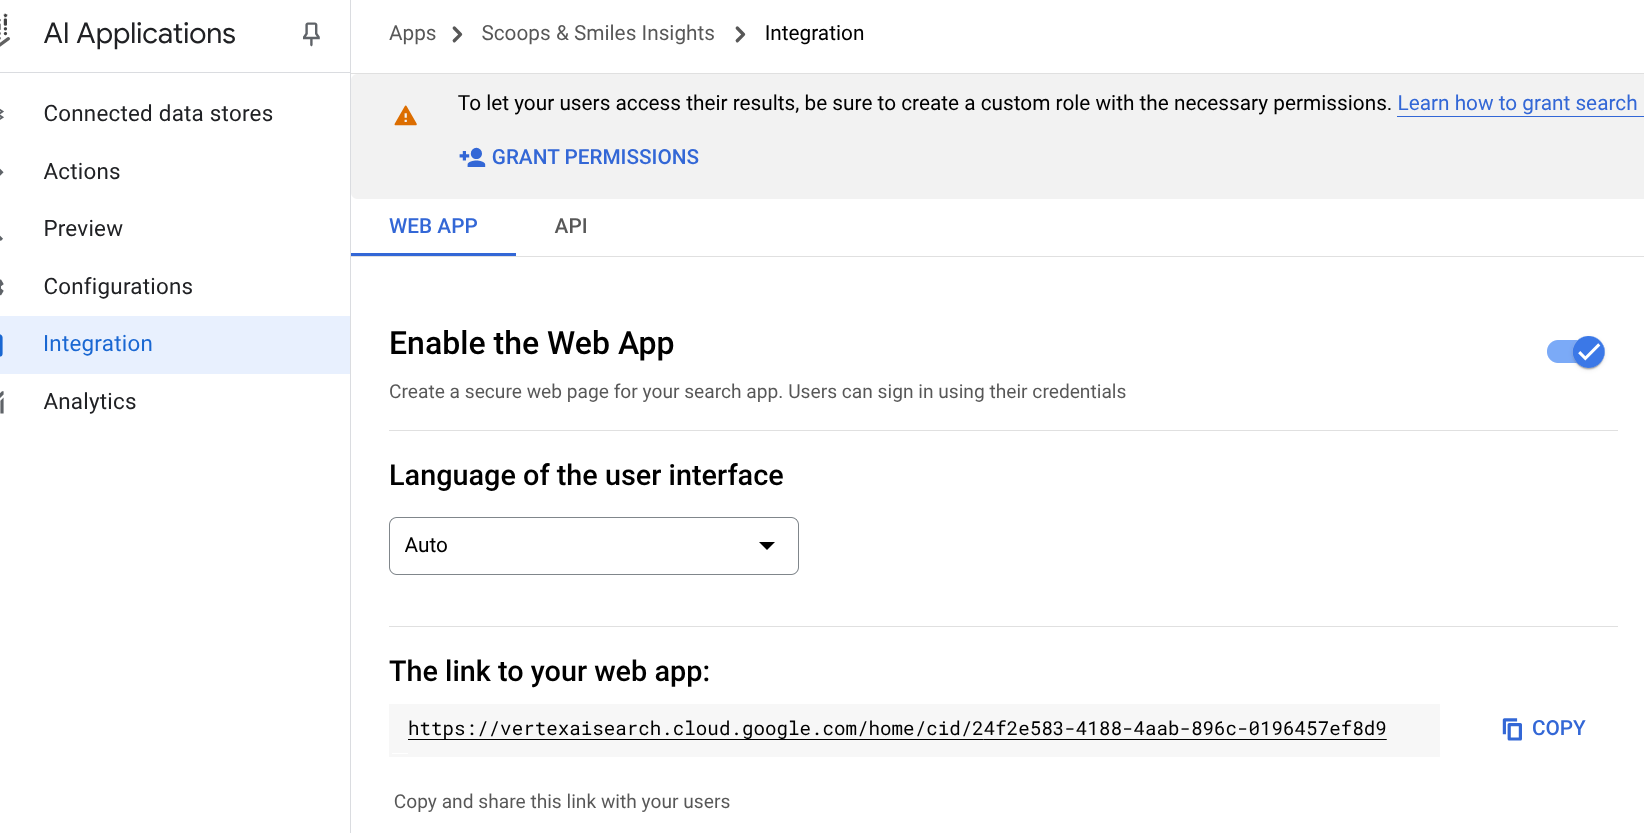 AI Applications
Connected data stores
Actions
Preview
Configurations
Integration
Analytics
Apps > Scoops & Smiles Insights > Integration
To let your users access their results, be sure to create a custom role with the necessary permissions. Learn how to grant search
GRANT PERMISSIONS
WEB APP API
Enable the Web App
Create a secure web page for your search app. Users can sign in using their credentials
Language of the user interface
Auto
The link to your web app:
https://vertexaisearch.cloud.google.com/home/cid/24f2e583-4188-4aab-896c-0196457ef8d9
COPY
Copy and share this link with your users